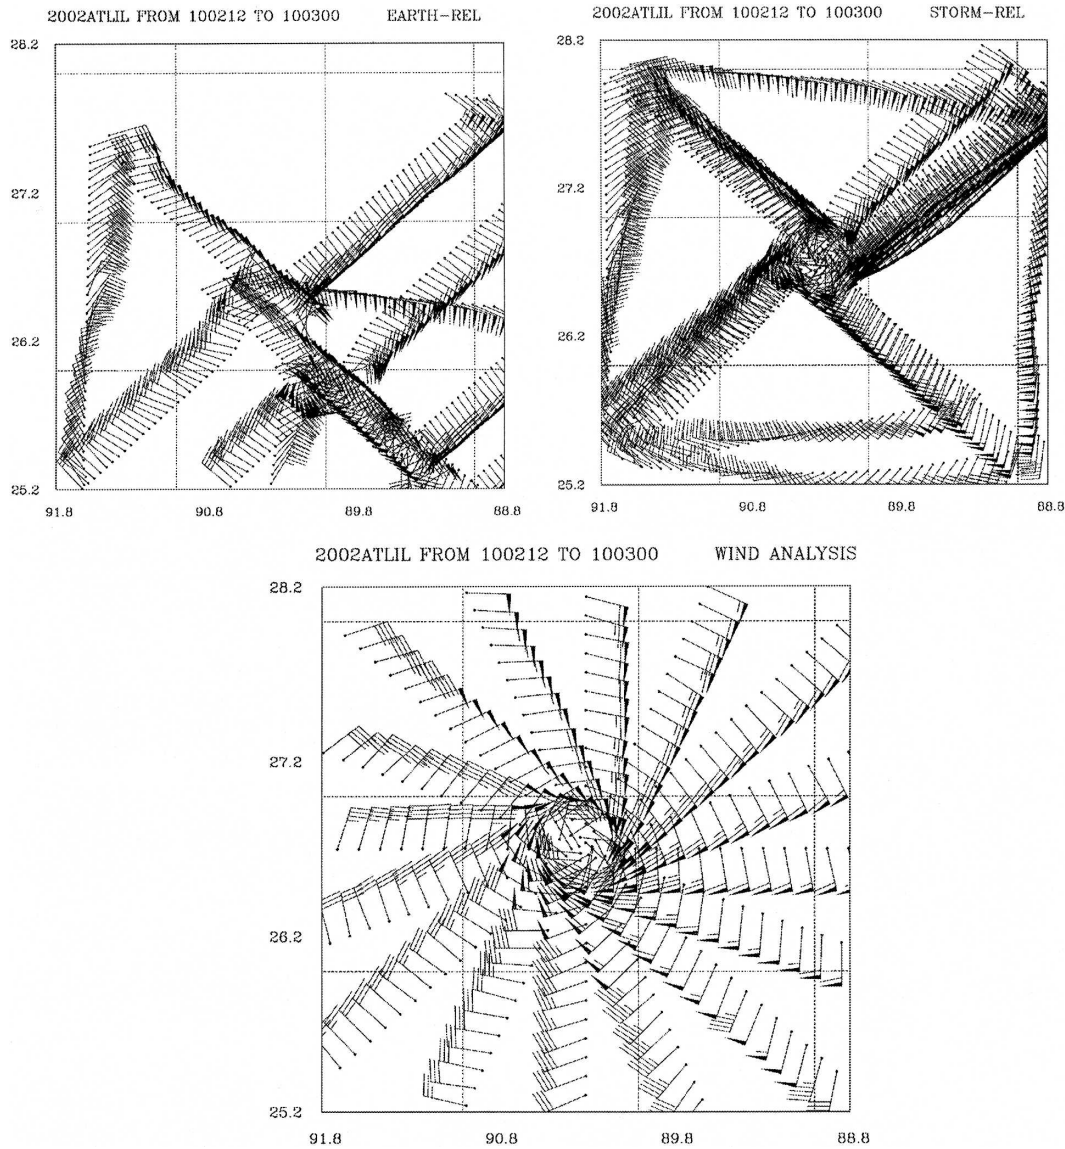 2002ATLIL FROM 100212 TO 100300 EARTH-REL
28.2
27.2
26.2
25.2
91.8 90.8 89.8 88.8
2002ATLIL FROM 100212 TO 100300 STORM-REL
28.2
27.2
26.2
25.2
91.8 90.8 89.8 88.8
2002ATLIL FROM 100212 TO 100300 WIND ANALYSIS
28.2
27.2
26.2
25.2
91.8 90.8 89.8 88.8